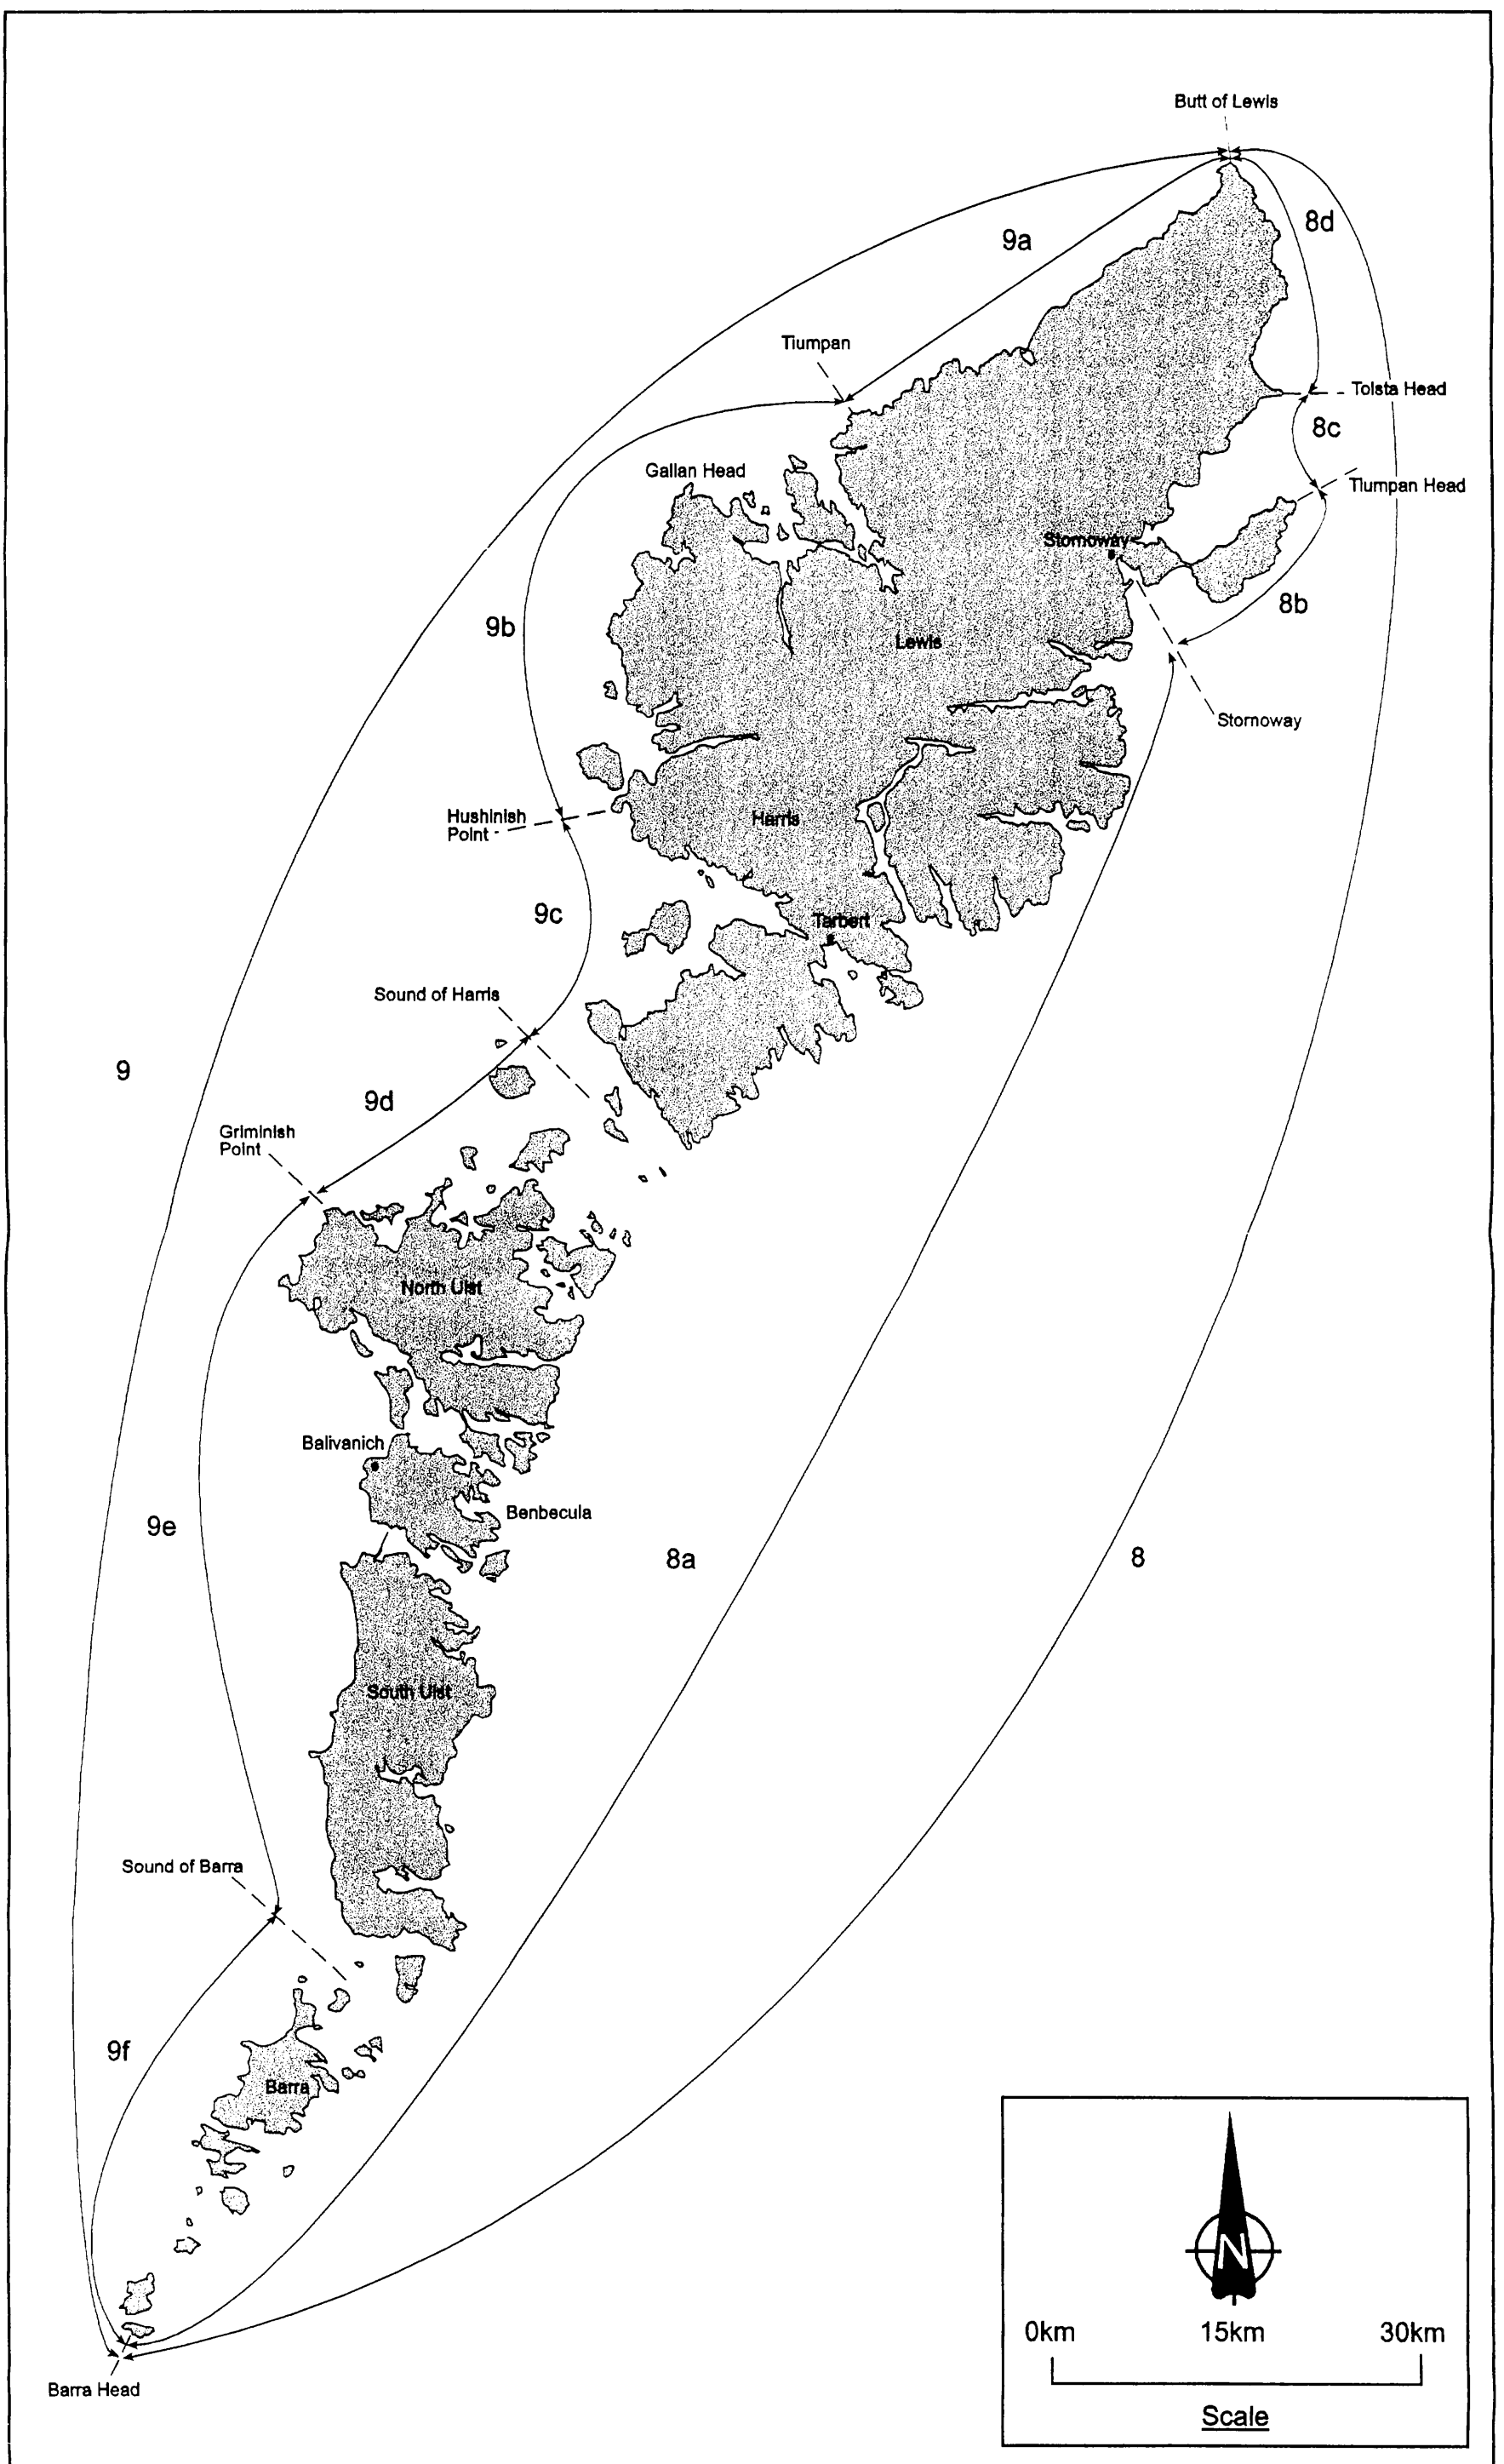 Butt of Lewis
8d
9a
Tiumpan
Tolsta Head
8c
Gallan Head
Tiumpan Head
Stornoway
8b
9b
Lewis
Stornoway
Hushinish
Point
Harris
9c
Tarbert
Sound of Harris
9
9d
Griminish
Point
North Uist
Balivanich
Benbecula
9e
8a
8
South Uist
Sound of Barra
9f
Barra
N
0km 15km 30km
Barra Head
Scale